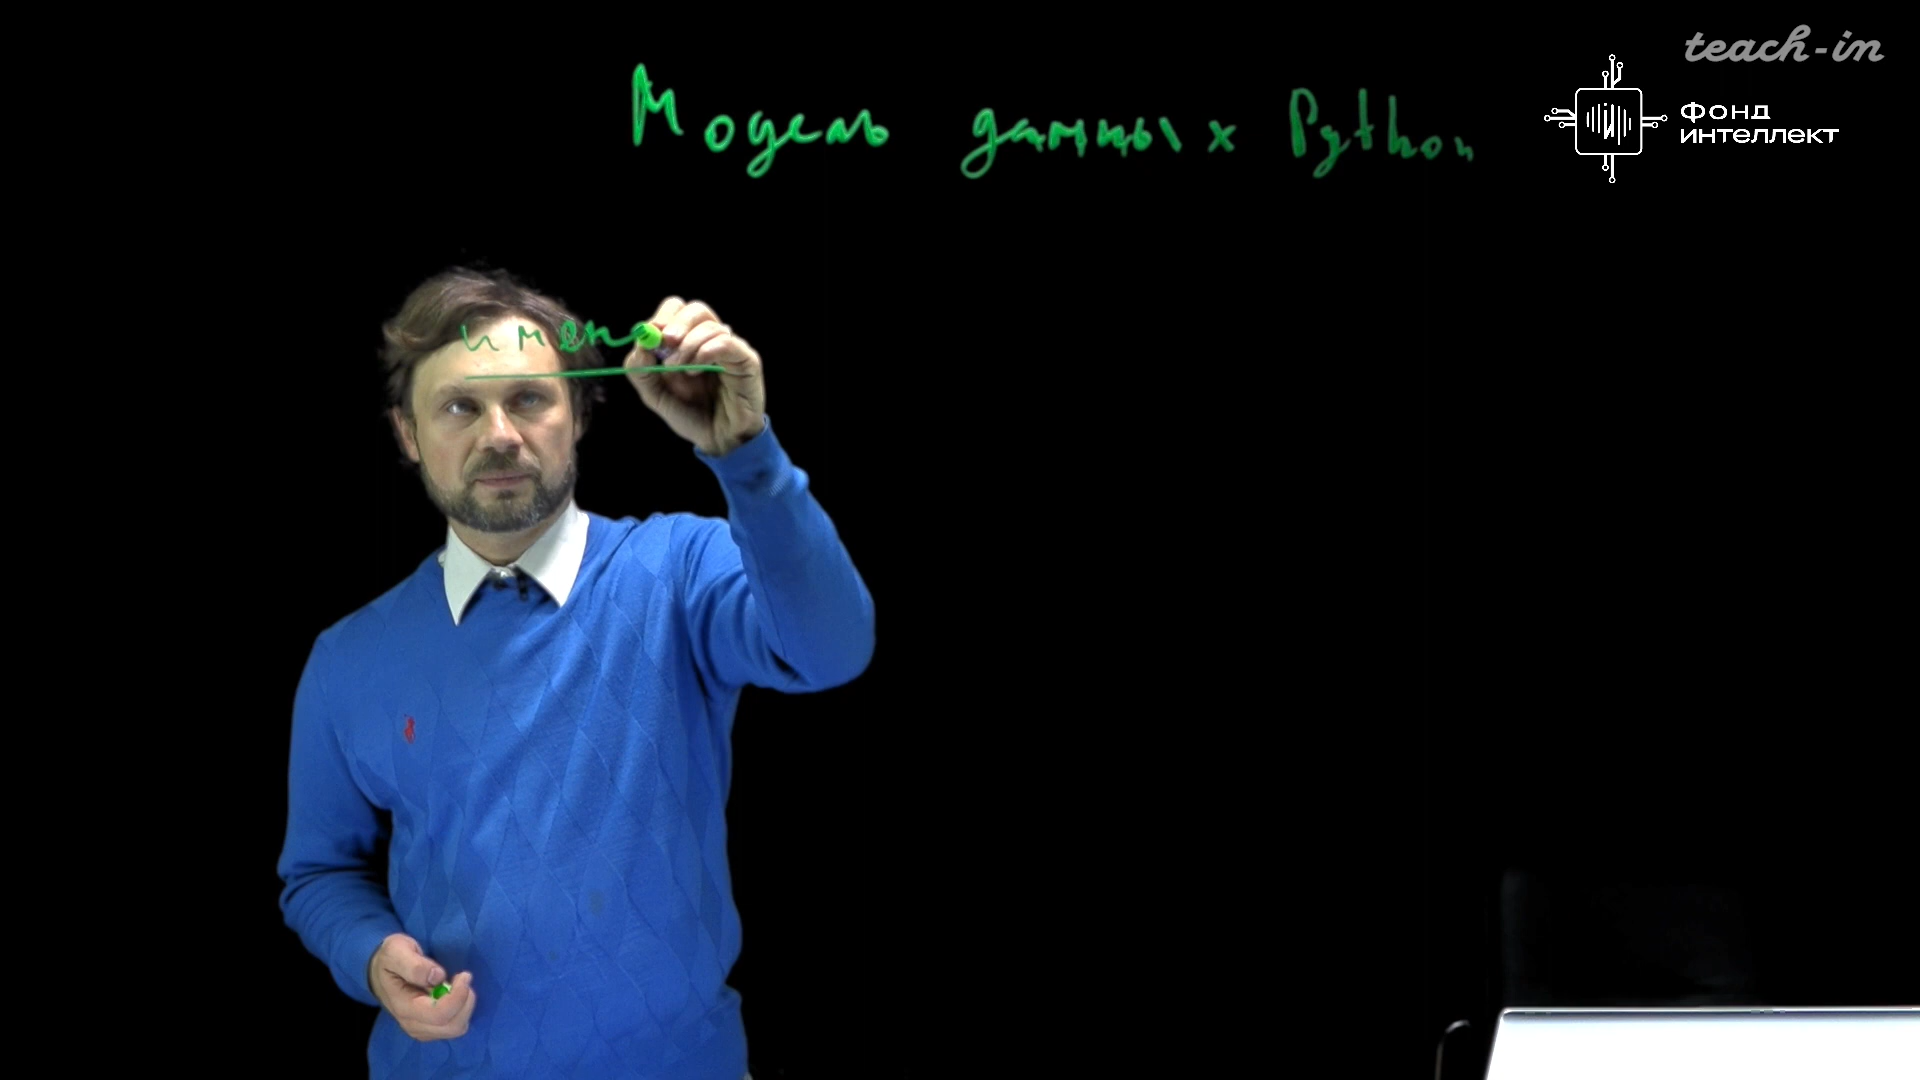 teach-in
Модель данных Python
ФОНД
ИНТЕЛЛЕКТ
имена